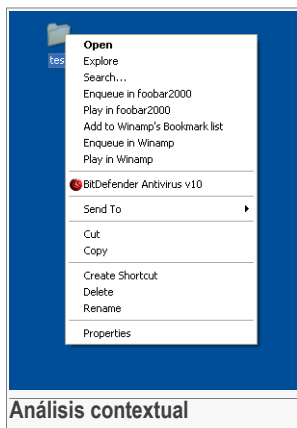 tes
Open
Explore
Search...
Enqueue in foobar2000
Play in foobar2000
Add to Winamp's Bookmark list
Enqueue in Winamp
Play in Winamp
BitDefender Antivirus v10
Send To
Cut
Copy
Create Shortcut
Delete
Rename
Properties
Análisis contextual